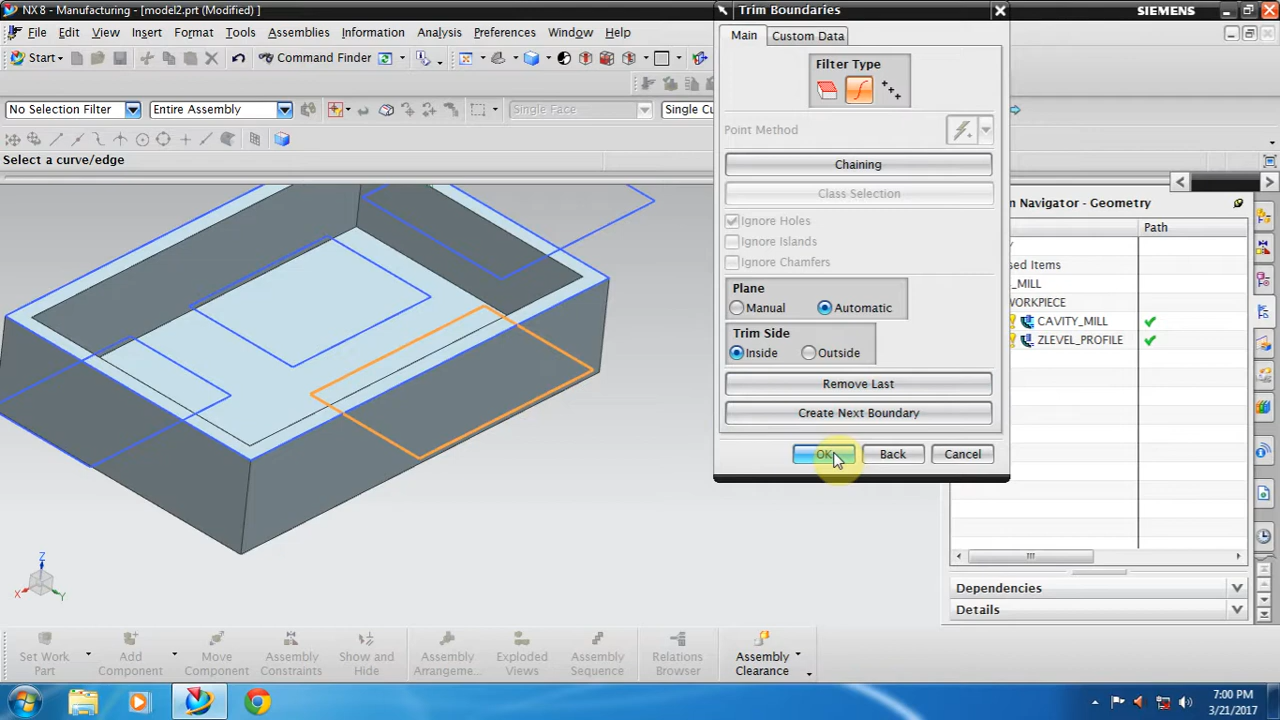 NX 8 - Manufacturing - [model2.prt (Modified) ]
Trim Boundaries
SIEMENS
File Edit View Insert Format Tools Assemblies Information Analysis Preferences Window Help
Main Custom Data
Start
Command Finder
Filter Type
No Selection Filter
Entire Assembly
Single Face
Single Cu
Point Method
Select a curve/edge
Chaining
Class Selection
Navigator - Geometry
Ignore Holes
Path
Ignore Islands
Ignore Chamfers
sed Items
_MILL
Plane
WORKPIECE
Manual Automatic
CAVITY_MILL
Trim Side
ZLEVEL_PROFILE
Inside Outside
Remove Last
Create Next Boundary
OK Back Cancel
Z
X
Y
Dependencies
Details
Set Work Part
Add Component
Move Component
Assembly Constraints
Show and Hide
Assembly Arrangeme...
Exploded Views
Assembly Sequence
Relations Browser
Assembly Clearance
7:00 PM
3/21/2017